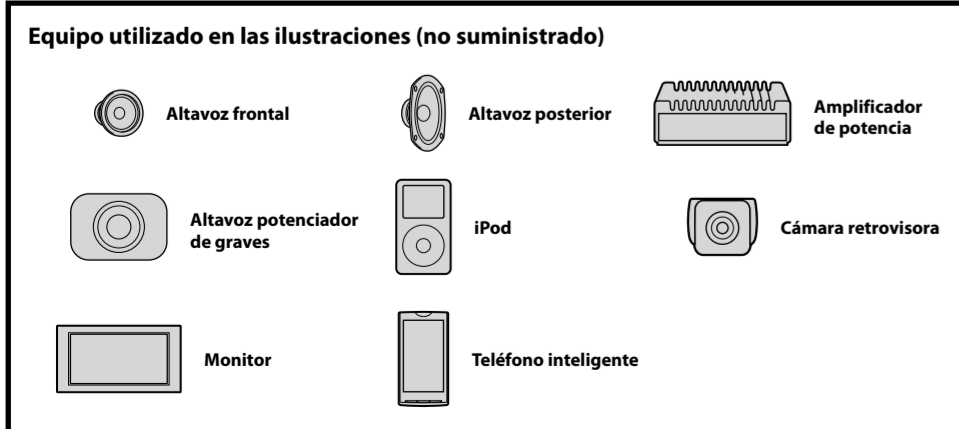 Equipo utilizado en las ilustraciones (no suministrado)
Altavoz frontal
Altavoz posterior
Amplificador
de potencia
Altavoz potenciador
de graves
iPod
Cámara retrovisora
Monitor
Teléfono inteligente